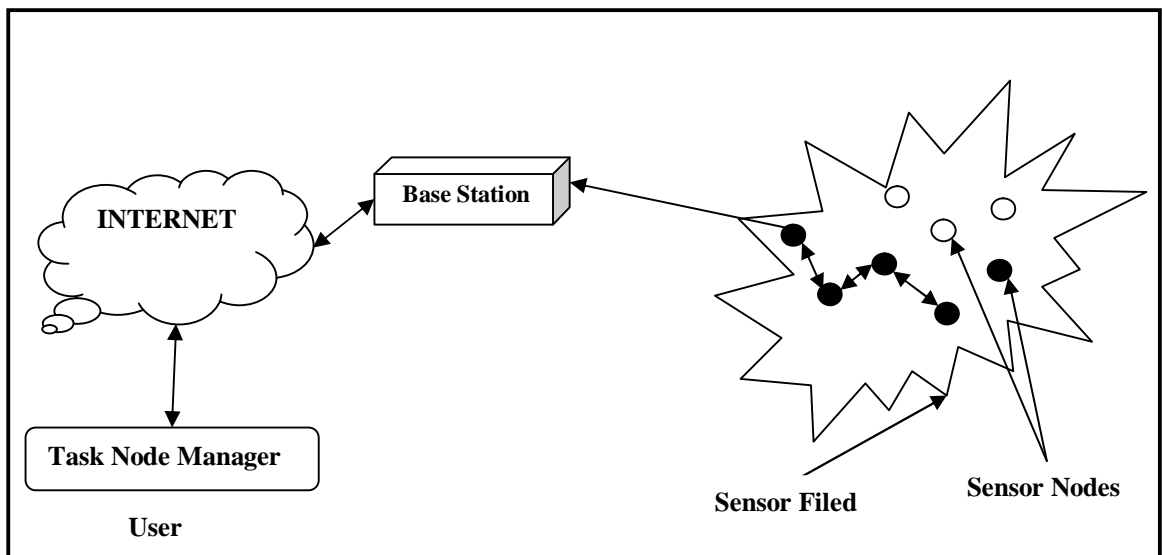 INTERNET
Base Station
Task Node Manager
User
Sensor Filed
Sensor Nodes